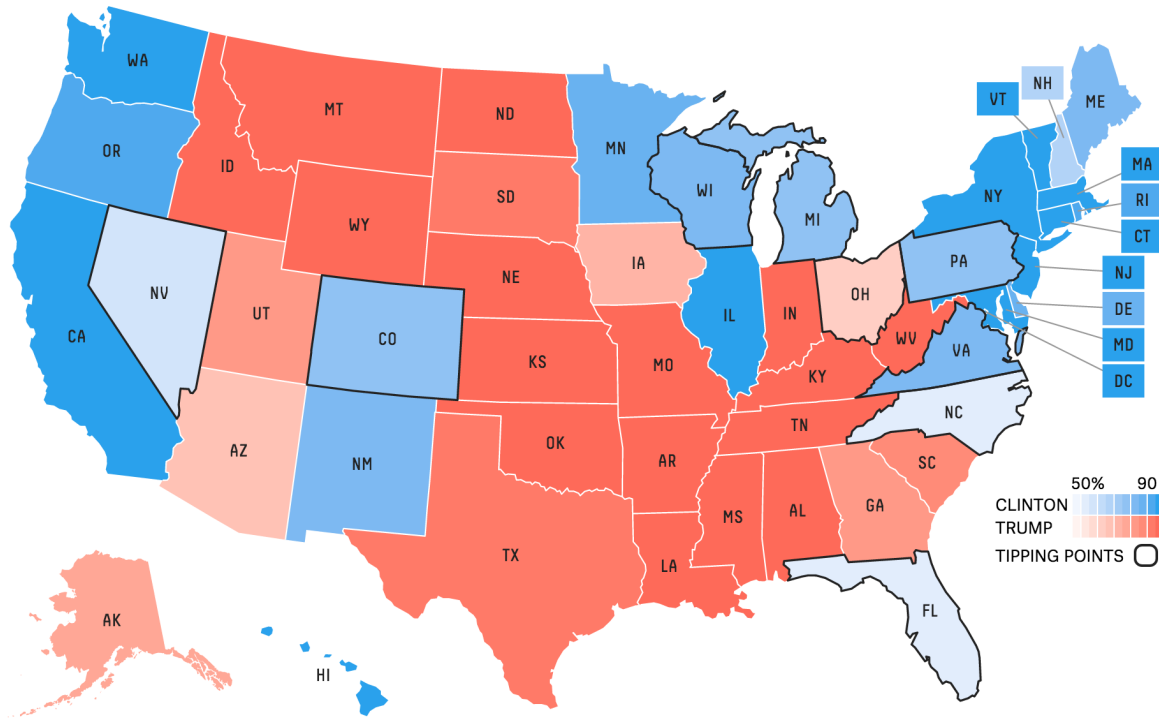 WA
MT
ND
MN
OR
ID
SD
WI
MI
NH
VT
ME
NY
MA
RI
CT
WY
NE
IA
PA
NJ
NV
UT
CO
IL
IN
OH
DE
MD
DC
CA
KS
MO
WV
VA
KY
AZ
NM
OK
AR
TN
NC
SC
MS
AL
GA
TX
LA
FL
AK
HI
50% 90
CLINTON
TRUMP
TIPPING POINTS